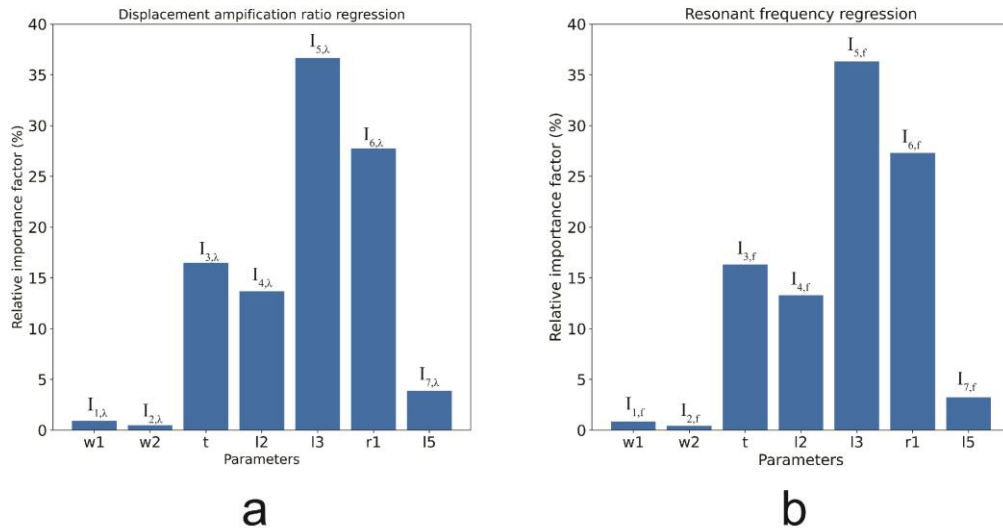 Displacement ampification ratio regression
Relative importance factor (%)
40
35
30
25
20
15
10
5
0
I1,λ
I2,λ
I3,λ
I4,λ
I5,λ
I6,λ
I7,λ
w1 w2 t l2 l3 r1 l5
Parameters
a
Resonant frequency regression
Relative importance factor (%)
40
35
30
25
20
15
10
5
0
I1,f
I2,f
I3,f
I4,f
I5,f
I6,f
I7,f
w1 w2 t l2 l3 r1 l5
Parameters
b